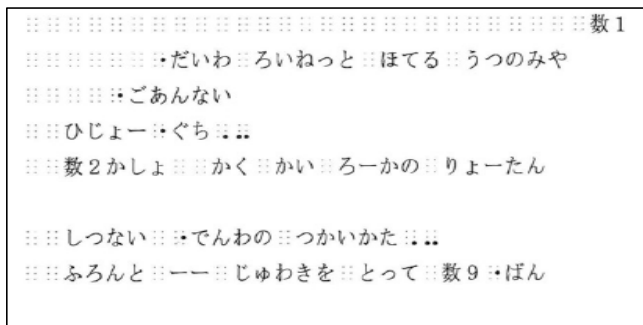 数1
だいわ ろいねっと ほてる うつのみや
ごあんない
ひじょー ぐち
数2かしょ かく かい ろーかの りょーたん
しつない でんわの つかいかた
ふろんと ーー じゅわきを とって 数9 ばん